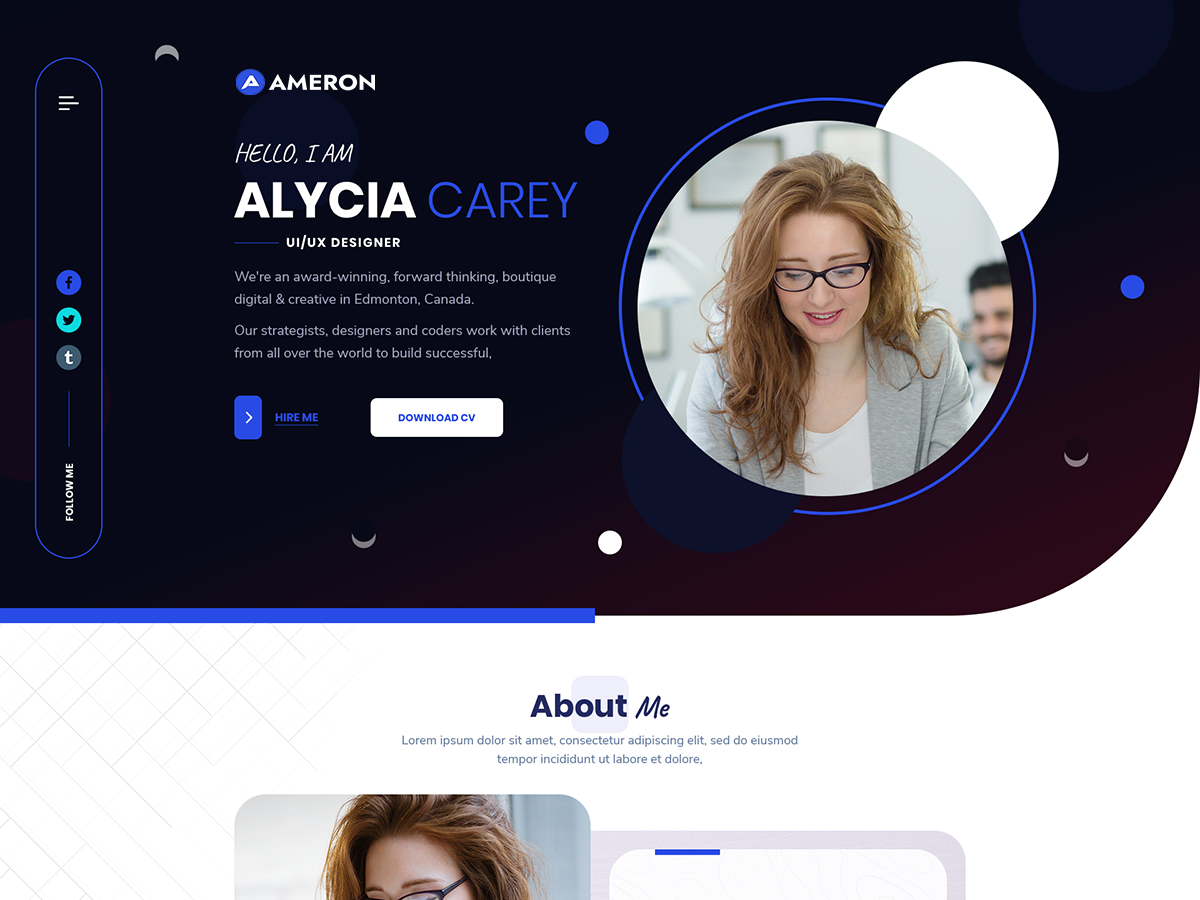 AMERON
HELLO, I AM
ALYCIA CAREY
UI/UX DESIGNER
We're an award-winning, forward thinking, boutique
digital & creative in Edmonton, Canada.
Our strategists, designers and coders work with clients
from all over the world to build successful,
HIRE ME
DOWNLOAD CV
FOLLOW ME
About Me
Lorem ipsum dolor sit amet, consectetur adipiscing elit, sed do eiusmod
tempor incididunt ut labore et dolore,